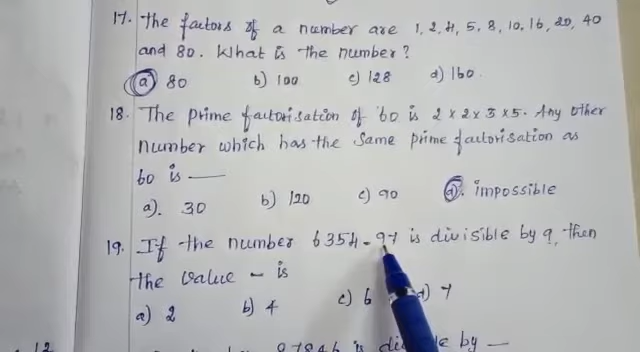 17. The factors of a number are 1, 2, 4, 5, 8, 10, 16, 20, 40
and 80. What is the number?
a) 80 b) 100 c) 128 d) 160.
18. The prime factorisation of 60 is 2 x 2 x 3 x 5. Any other
number which has the same prime factorisation as
60 is —
a). 30 b) 120 c) 90 d). impossible
19. If the number 6354 - 97 is divisible by 9, then
the value - is
a) 2 b) 4 c) 6 d) 7
by —